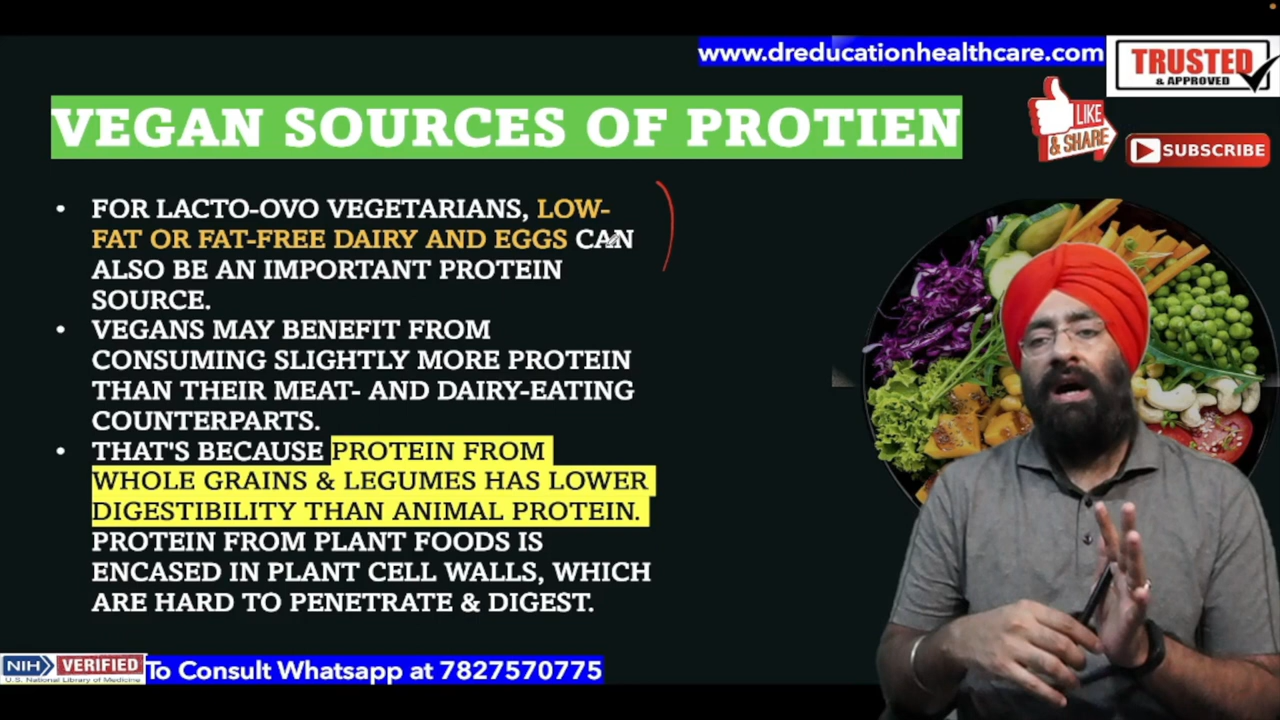 www.dreducationhealthcare.com
TRUSTED
& APPROVED
VEGAN SOURCES OF PROTIEN
LIKE
& SHARE
SUBSCRIBE
• FOR LACTO-OVO VEGETARIANS, LOW-
FAT OR FAT-FREE DAIRY AND EGGS CAN
ALSO BE AN IMPORTANT PROTEIN
SOURCE.
• VEGANS MAY BENEFIT FROM
CONSUMING SLIGHTLY MORE PROTEIN
THAN THEIR MEAT- AND DAIRY-EATING
COUNTERPARTS.
• THAT'S BECAUSE PROTEIN FROM
WHOLE GRAINS & LEGUMES HAS LOWER
DIGESTIBILITY THAN ANIMAL PROTEIN.
PROTEIN FROM PLANT FOODS IS
ENCASED IN PLANT CELL WALLS, WHICH
ARE HARD TO PENETRATE & DIGEST.
NIH VERIFIED
U.S. National Library of Medicine
To Consult Whatsapp at 7827570775